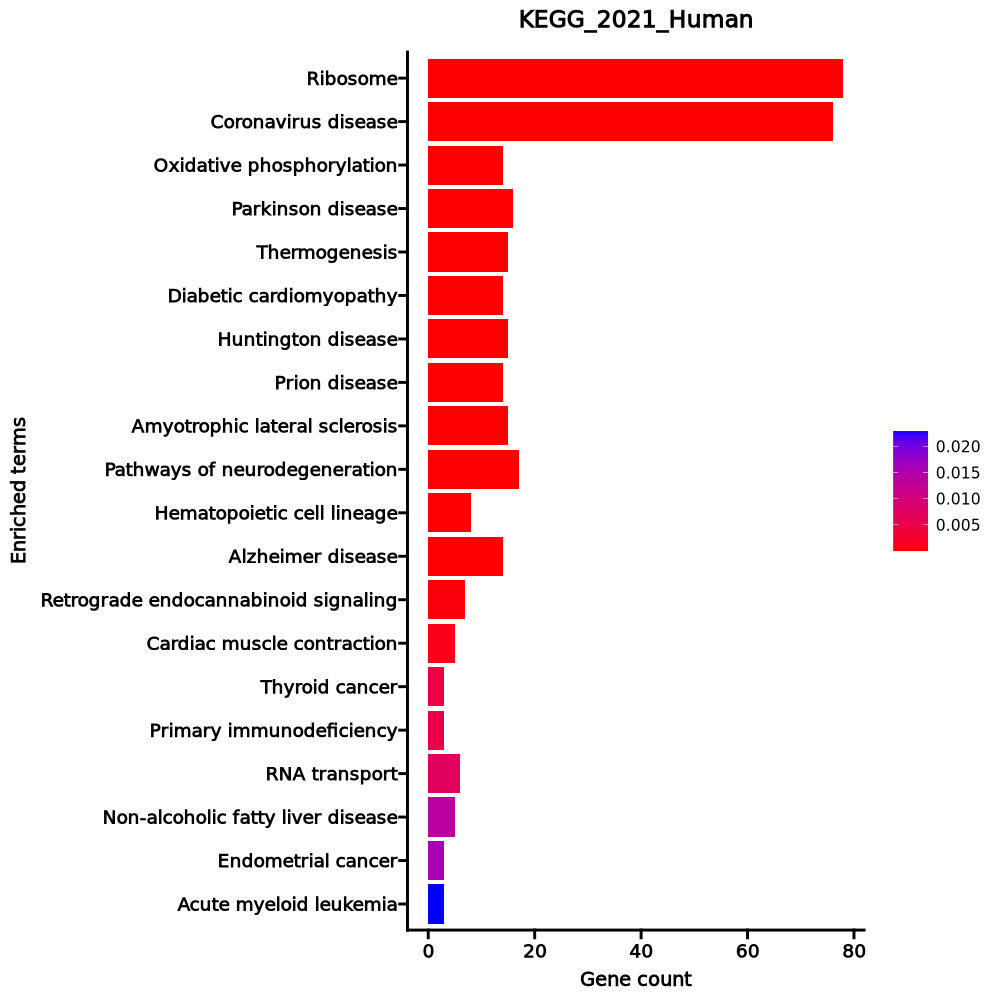 KEGG_2021_Human
Ribosome
Coronavirus disease
Oxidative phosphorylation
Parkinson disease
Thermogenesis
Diabetic cardiomyopathy
Huntington disease
Prion disease
Amyotrophic lateral sclerosis
Pathways of neurodegeneration
Hematopoietic cell lineage
Alzheimer disease
Retrograde endocannabinoid signaling
Cardiac muscle contraction
Thyroid cancer
Primary immunodeficiency
RNA transport
Non-alcoholic fatty liver disease
Endometrial cancer
Acute myeloid leukemia
Enriched terms
0 20 40 60 80
Gene count
0.020
0.015
0.010
0.005